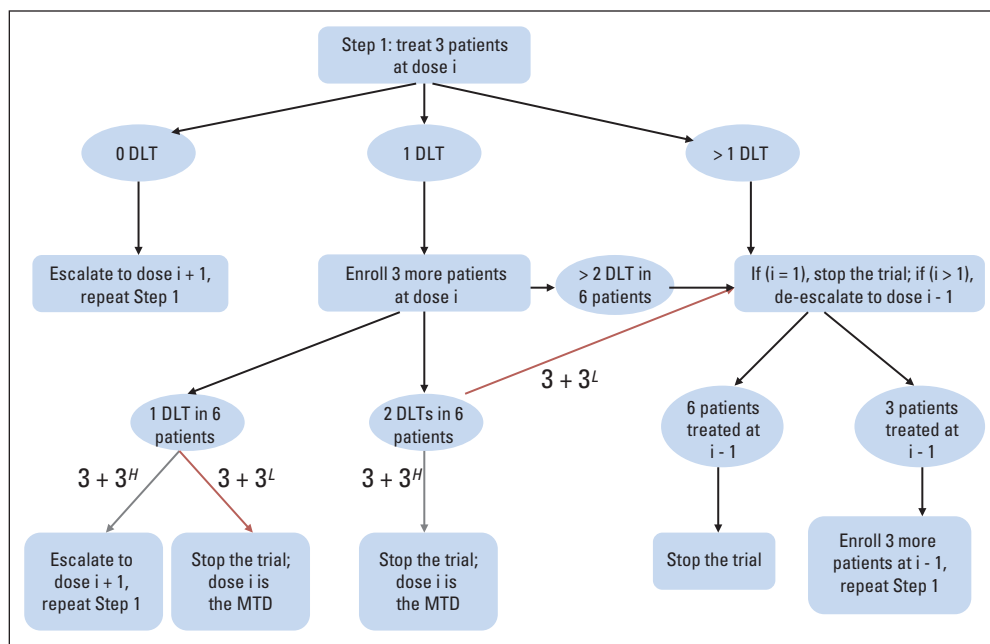 Step 1: treat 3 patients
at dose i
0 DLT
1 DLT
> 1 DLT
Escalate to dose i + 1,
repeat Step 1
Enroll 3 more patients
at dose i
> 2 DLT in
6 patients
If (i = 1), stop the trial; if (i > 1),
de-escalate to dose i - 1
3 + 3ᴸ
1 DLT in 6
patients
2 DLTs in 6
patients
6 patients
treated at
i - 1
3 patients
treated at
i - 1
3 + 3ᴴ
3 + 3ᴸ
3 + 3ᴴ
Escalate to
dose i + 1,
repeat Step 1
Stop the trial;
dose i is
the MTD
Stop the trial;
dose i is
the MTD
Stop the trial
Enroll 3 more
patients at i - 1,
repeat Step 1